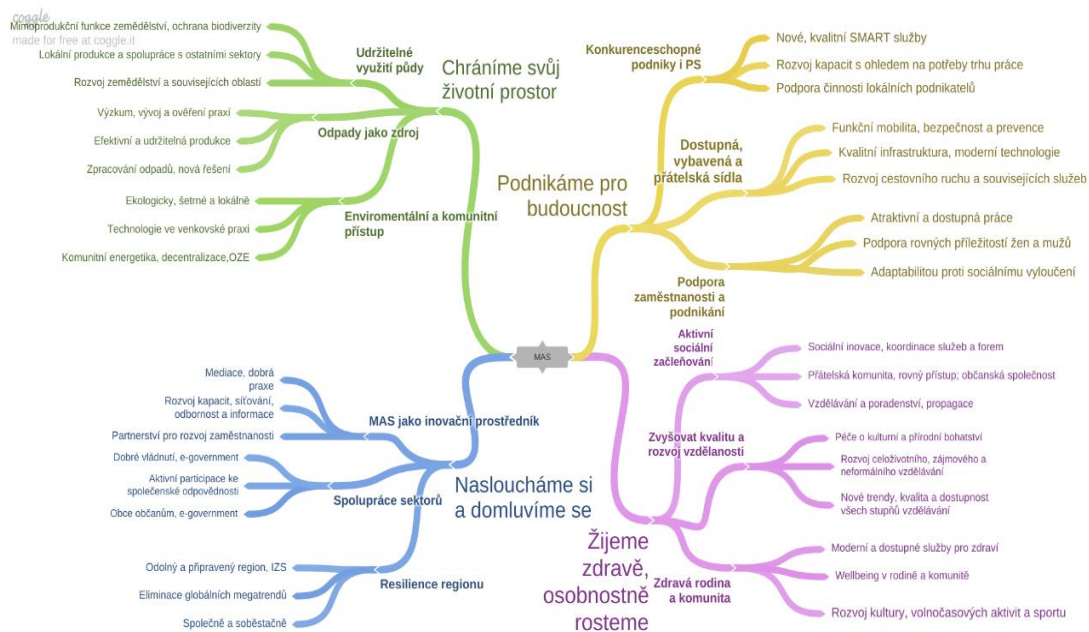 coggle
made for free at coggle.it
Mimoprodukční funkce zemědělství, ochrana biodiverzity
Lokální produkce a spolupráce s ostatními sektory
Rozvoj zemědělství a souvisejících oblastí
Udržitelné
využití půdy
Výzkum, vývoj a ověření praxí
Efektivní a udržitelná produkce
Zpracování odpadů, nová řešení
Odpady jako zdroj
Ekologicky, šetrné a lokálně
Technologie ve venkovské praxi
Komunitní energetika, decentralizace,OZE
Enviromentální a komunitní
přístup
Chráníme svůj
životní prostor
Konkurenceschopné
podniky i PS
Nové, kvalitní SMART služby
Rozvoj kapacit s ohledem na potřeby trhu práce
Podpora činnosti lokálních podnikatelů
Dostupná,
vybavená a
přátelská sídla
Funkční mobilita, bezpečnost a prevence
Kvalitní infrastruktura, moderní technologie
Rozvoj cestovního ruchu a souvisejících služeb
Podnikáme pro
budoucnost
Atraktivní a dostupná práce
Podpora rovných příležitostí žen a mužů
Adaptabilitou proti sociálnímu vyloučení
Podpora
zaměstnanosti a
podnikání
MAS
Mediace, dobrá
praxe
Rozvoj kapacit, síťování,
odbornost a informace
Partnerství pro rozvoj zaměstnanosti
MAS jako inovační prostředník
Dobré vládnutí, e-government
Aktivní participace ke
společenské odpovědnosti
Obce občanům, e-government
Spolupráce sektorů
Nasloucháme si
a domluvíme se
Odolný a připravený region, IZS
Eliminace globálních megatrendů
Společně a soběstačně
Resilience regionu
Aktivní
sociální
začleňování
Sociální inovace, koordinace služeb a forem
Přátelská komunita, rovný přístup; občanská společnost
Vzdělávání a poradenství, propagace
Zvyšovat kvalitu a
rozvoj vzdělanosti
Péče o kulturní a přírodní bohatství
Rozvoj celoživotního, zájmového a
neformálního vzdělávání
Nové trendy, kvalita a dostupnost
všech stupňů vzdělávání
Žijeme
zdravě,
osobnostně
rosteme
Zdravá rodina
a komunita
Moderní a dostupné služby pro zdraví
Wellbeing v rodině a komunitě
Rozvoj kultury, volnočasových aktivit a sportu